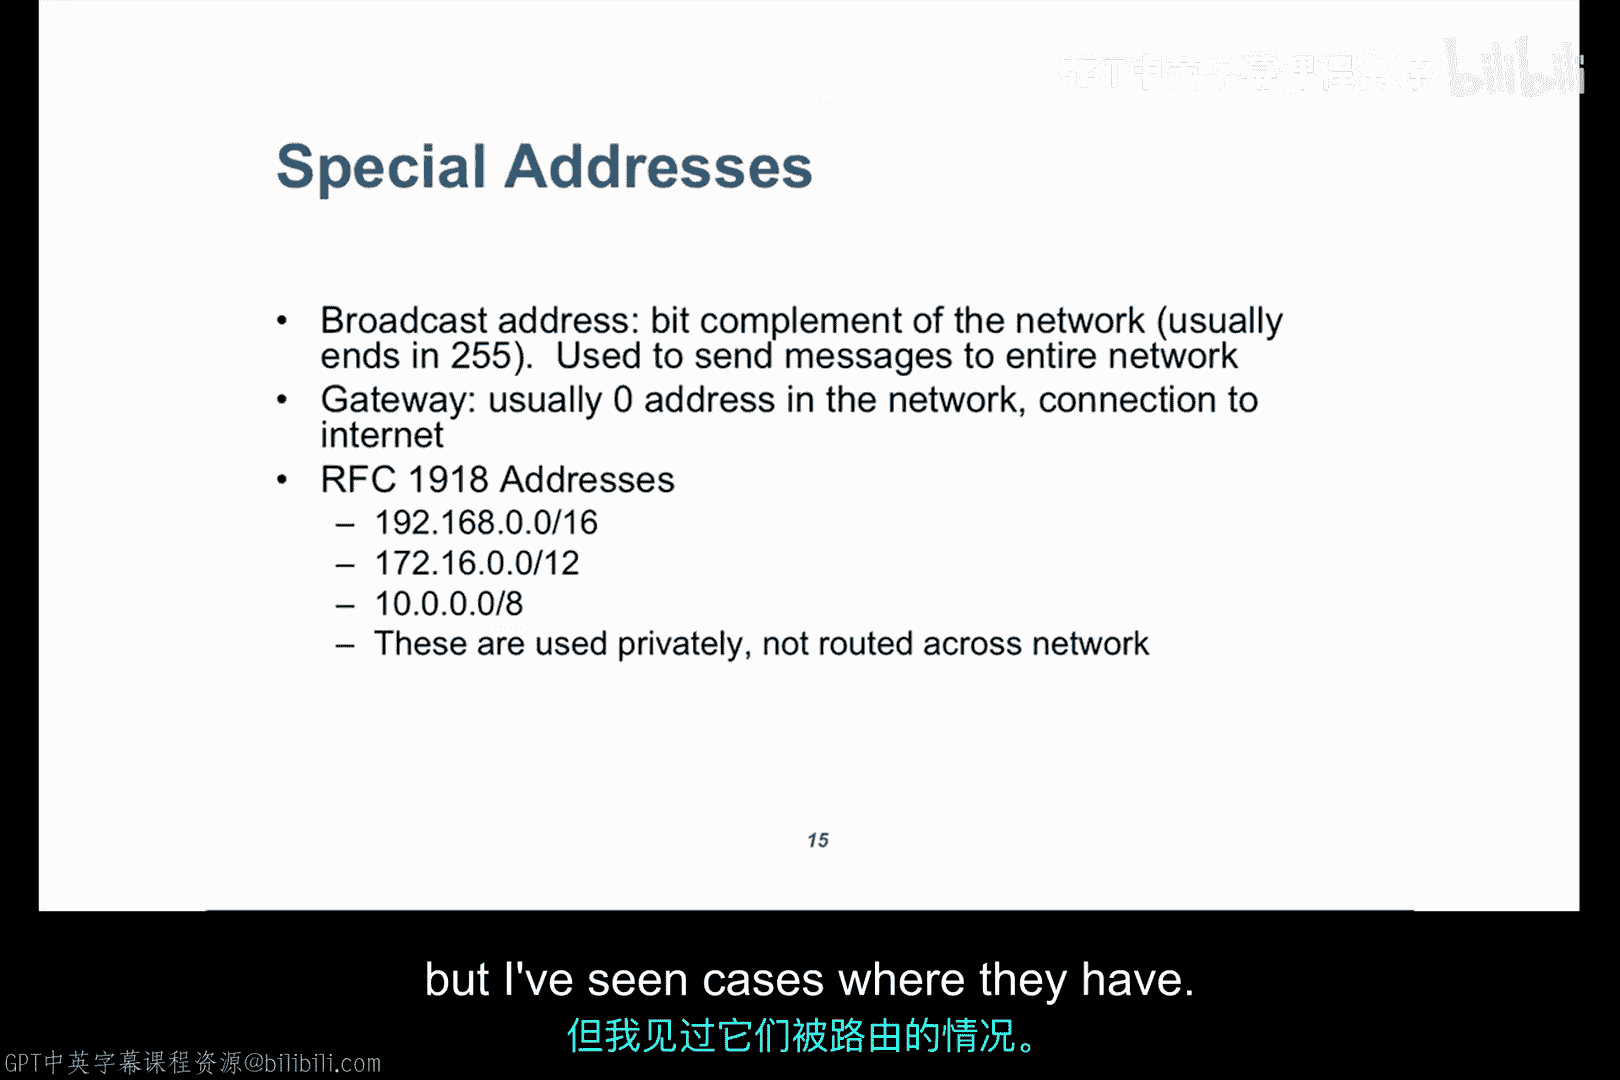 bilibili
Special Addresses
• Broadcast address: bit complement of the network (usually
ends in 255). Used to send messages to entire network
• Gateway: usually 0 address in the network, connection to
internet
• RFC 1918 Addresses
– 192.168.0.0/16
– 172.16.0.0/12
– 10.0.0.0/8
– These are used privately, not routed across network
15
but I've seen cases where they have.
但我见过它们被路由的情况。
GPT中英字幕课程资源@bilibili.com